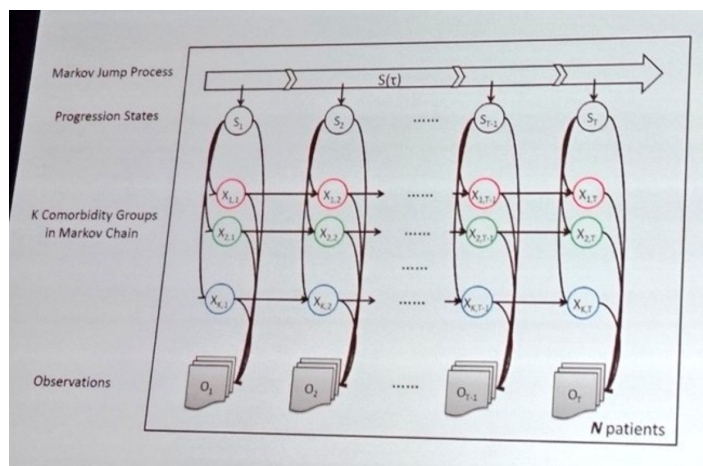 Markov Jump Process
S(τ)
Progression States
S1 S2 ...... ST-1 ST
X1,1 X1,2 ...... X1,T-1 X1,T
K Comorbidity Groups
in Markov Chain
X2,1 X2,2 ...... X2,T-1 X2,T
......
XK,1 XK,2 ...... XK,T-1 XK,T
Observations
O1 O2 ...... OT-1 OT
N patients